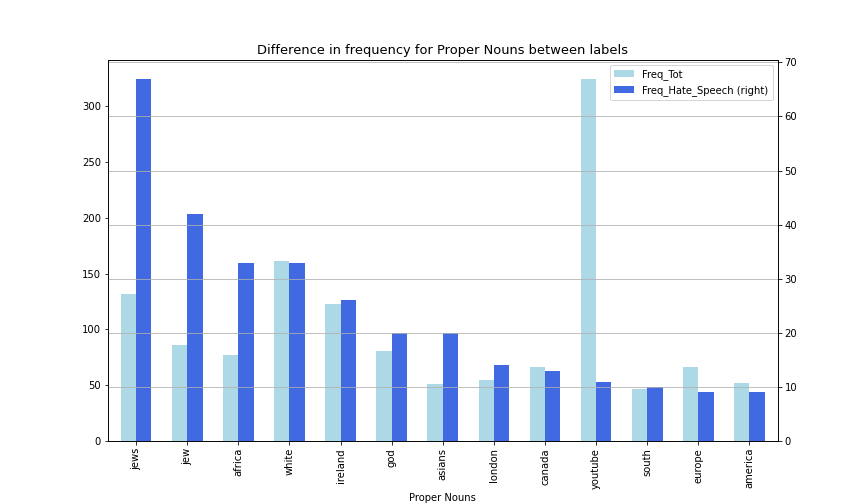 Difference in frequency for Proper Nouns between labels
Freq_Tot
Freq_Hate_Speech (right)
300
250
200
150
100
50
0
70
60
50
40
30
20
10
0
jews
jew
africa
white
ireland
god
asians
london
canada
youtube
south
europe
america
Proper Nouns